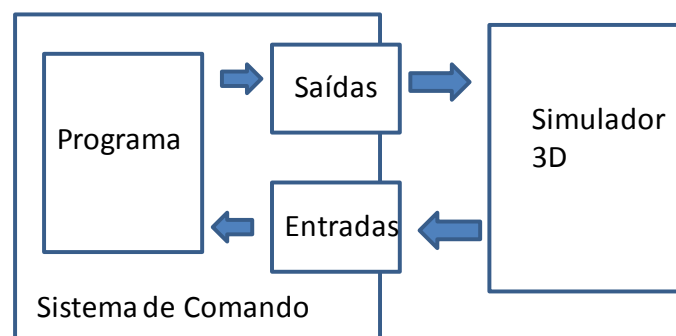 Saídas
Programa
Simulador
3D
Entradas
Sistema de Comando